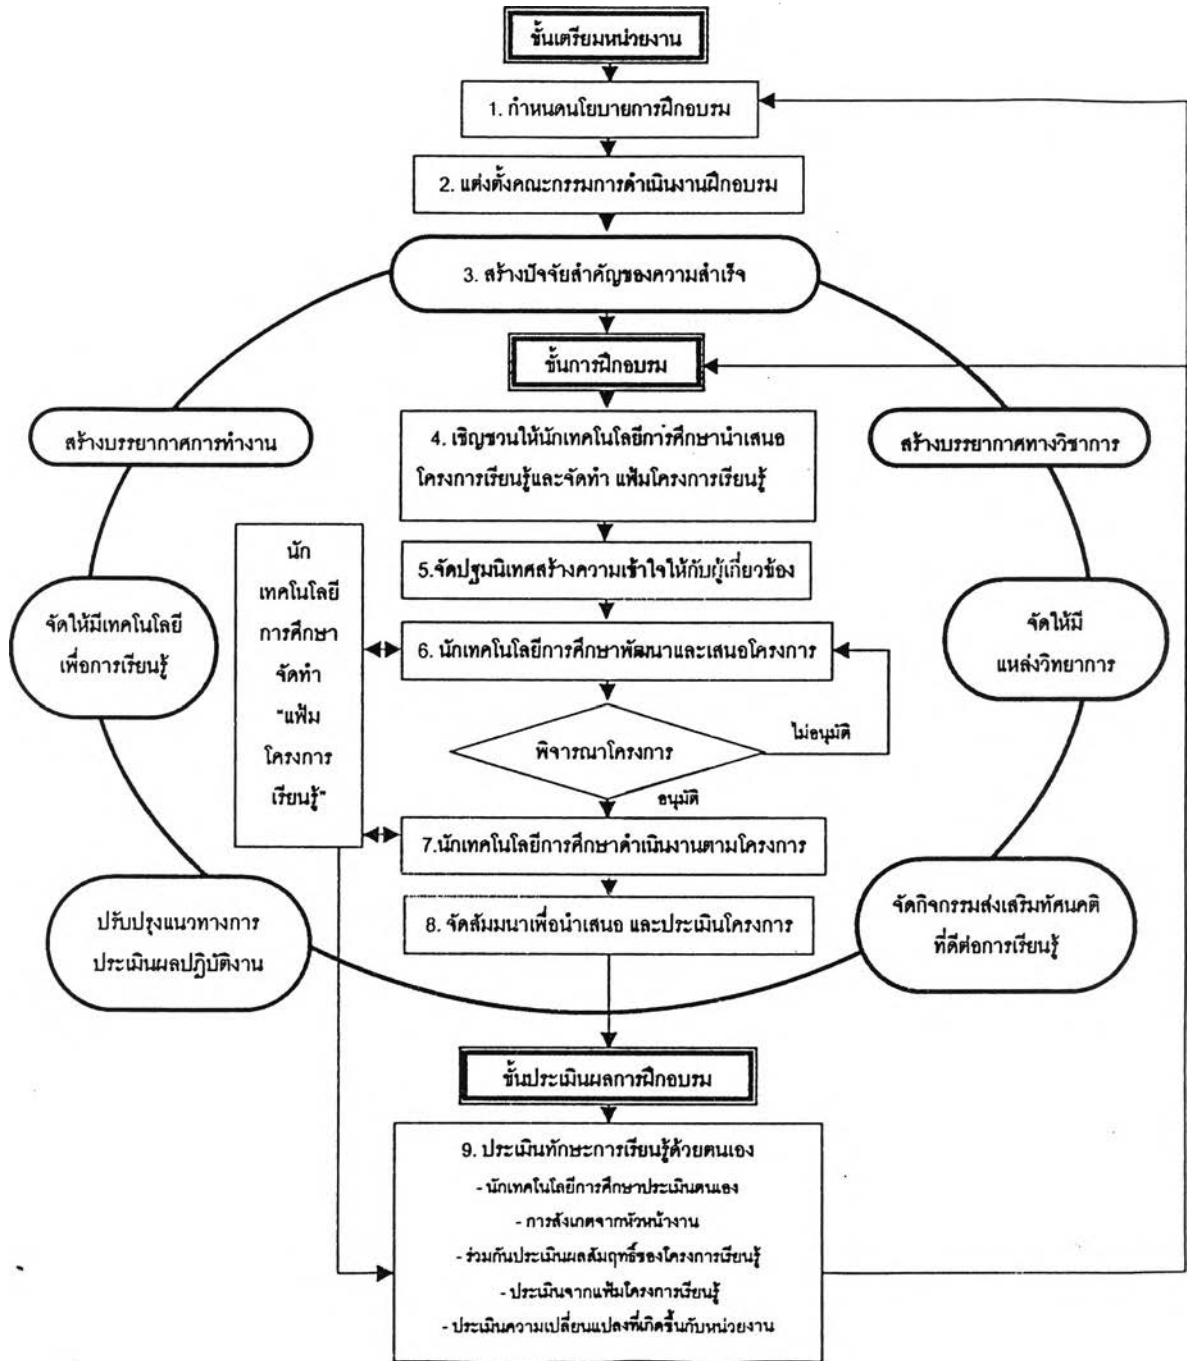 ขั้นเตรียมหน่วยงาน
1. กำหนดนโยบายการฝึกอบรม
2. แต่งตั้งคณะกรรมการดำเนินงานฝึกอบรม
3. สร้างปัจจัยสำคัญของความสำเร็จ
ขั้นการฝึกอบรม
สร้างบรรยากาศการทำงาน
4. เชิญชวนให้นักเทคโนโลยีการศึกษานำเสนอ
โครงการเรียนรู้และจัดทำ แฟ้มโครงการเรียนรู้
สร้างบรรยากาศทางวิชาการ
นัก
เทคโนโลยี
การศึกษา
จัดทำ
"แฟ้ม
โครงการ
เรียนรู้"
5.จัดปฐมนิเทศสร้างความเข้าใจให้กับผู้เกี่ยวข้อง
จัดให้มีเทคโนโลยี
เพื่อการเรียนรู้
6. นักเทคโนโลยีการศึกษาพัฒนาและเสนอโครงการ
จัดให้มี
แหล่งวิทยาการ
พิจารณาโครงการ
ไม่อนุมัติ
อนุมัติ
7.นักเทคโนโลยีการศึกษาดำเนินงานตามโครงการ
ปรับปรุงแนวทางการ
ประเมินผลปฏิบัติงาน
8. จัดสัมมนาเพื่อนำเสนอ และประเมินโครงการ
จัดกิจกรรมส่งเสริมทัศนคติ
ที่ดีต่อการเรียนรู้
ขั้นประเมินผลการฝึกอบรม
9. ประเมินทักษะการเรียนรู้ด้วยตนเอง
- นักเทคโนโลยีการศึกษาประเมินตนเอง
- การสังเกตจากหัวหน้างาน
- ร่วมกันประเมินผลสัมฤทธิ์ของโครงการเรียนรู้
- ประเมินจากแฟ้มโครงการเรียนรู้
- ประเมินความเปลี่ยนแปลงที่เกิดขึ้นกับหน่วยงาน